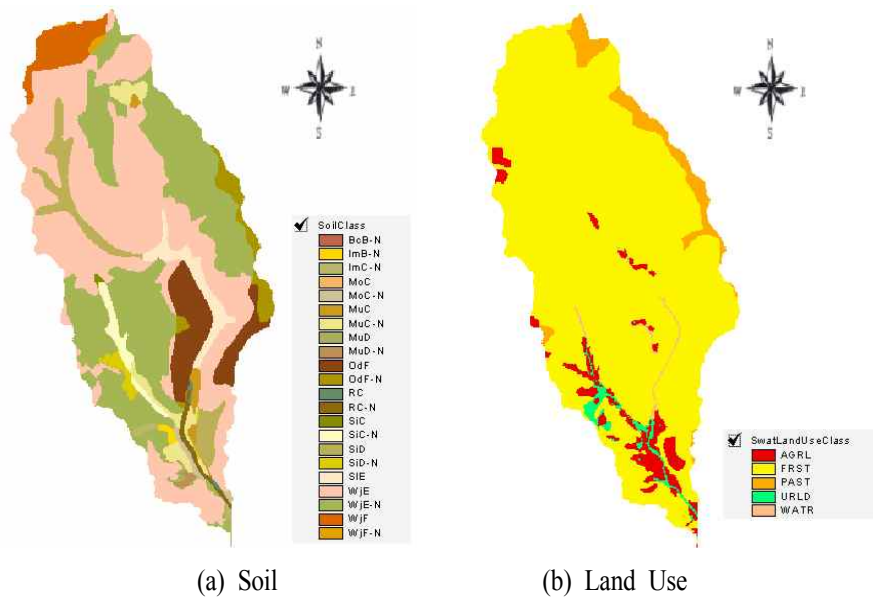 N
W E
S
SoilClass
BcB-N
ImB-N
ImC-N
MoC
MoC-N
MuC
MuC-N
MuD
MuD-N
OdF
OdF-N
RC
RC-N
SiC
SiC-N
SiD
SiD-N
SlE
WjE
WjE-N
WjF
WjF-N
(a) Soil
N
W E
S
SwatLandUseClass
AGRL
FRST
PAST
URLD
WATR
(b) Land Use